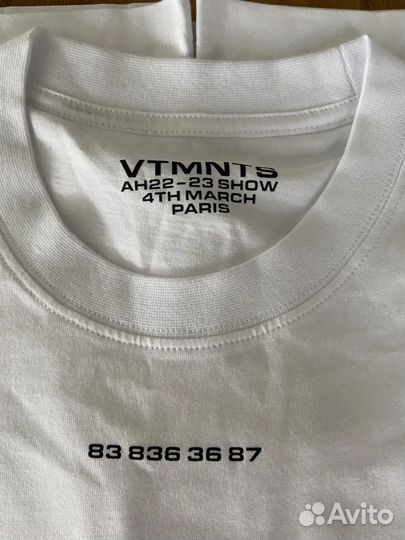 VTMNTS
AH22-23 SHOW
4TH MARCH
PARIS
83 836 36 87
Avito